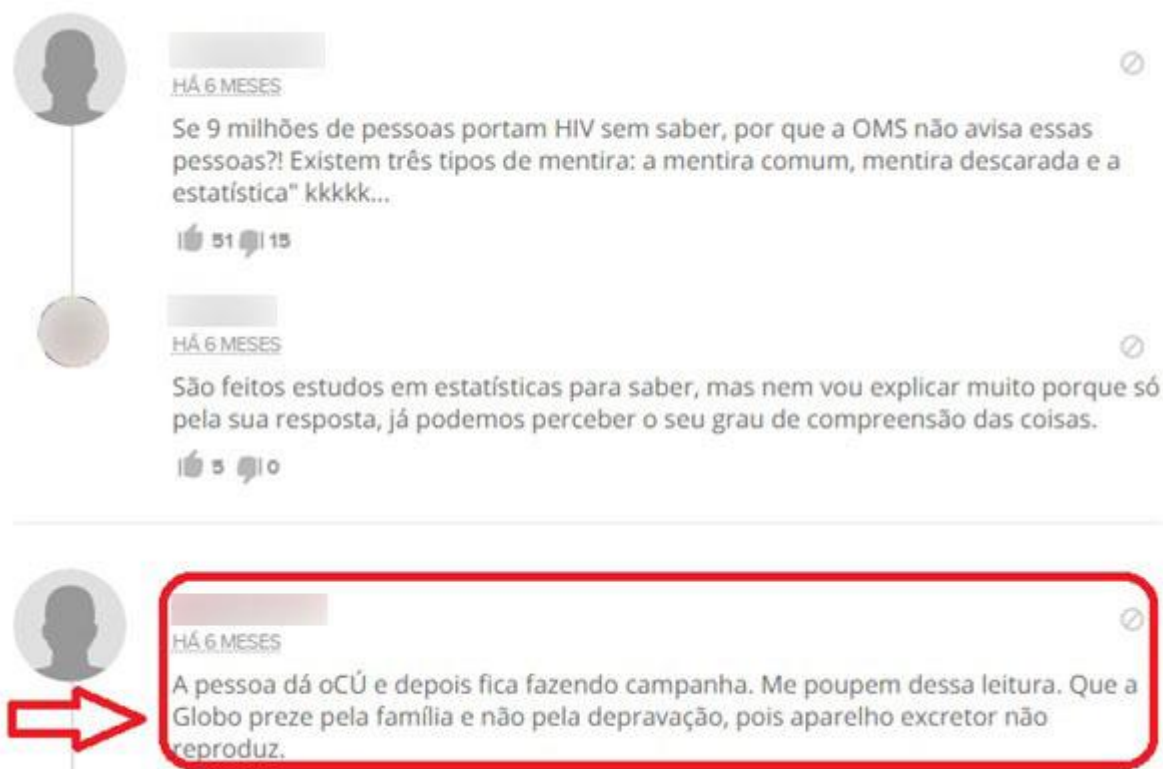 HÁ 6 MESES
Se 9 milhões de pessoas portam HIV sem saber, por que a OMS não avisa essas
pessoas?! Existem três tipos de mentira: a mentira comum, mentira descarada e a
estatística" kkkkk...
51 15
HÁ 6 MESES
São feitos estudos em estatísticas para saber, mas nem vou explicar muito porque só
pela sua resposta, já podemos perceber o seu grau de compreensão das coisas.
5 0
HÁ 6 MESES
A pessoa dá oCÚ e depois fica fazendo campanha. Me poupem dessa leitura. Que a
Globo preze pela família e não pela depravação, pois aparelho excretor não
reproduz.